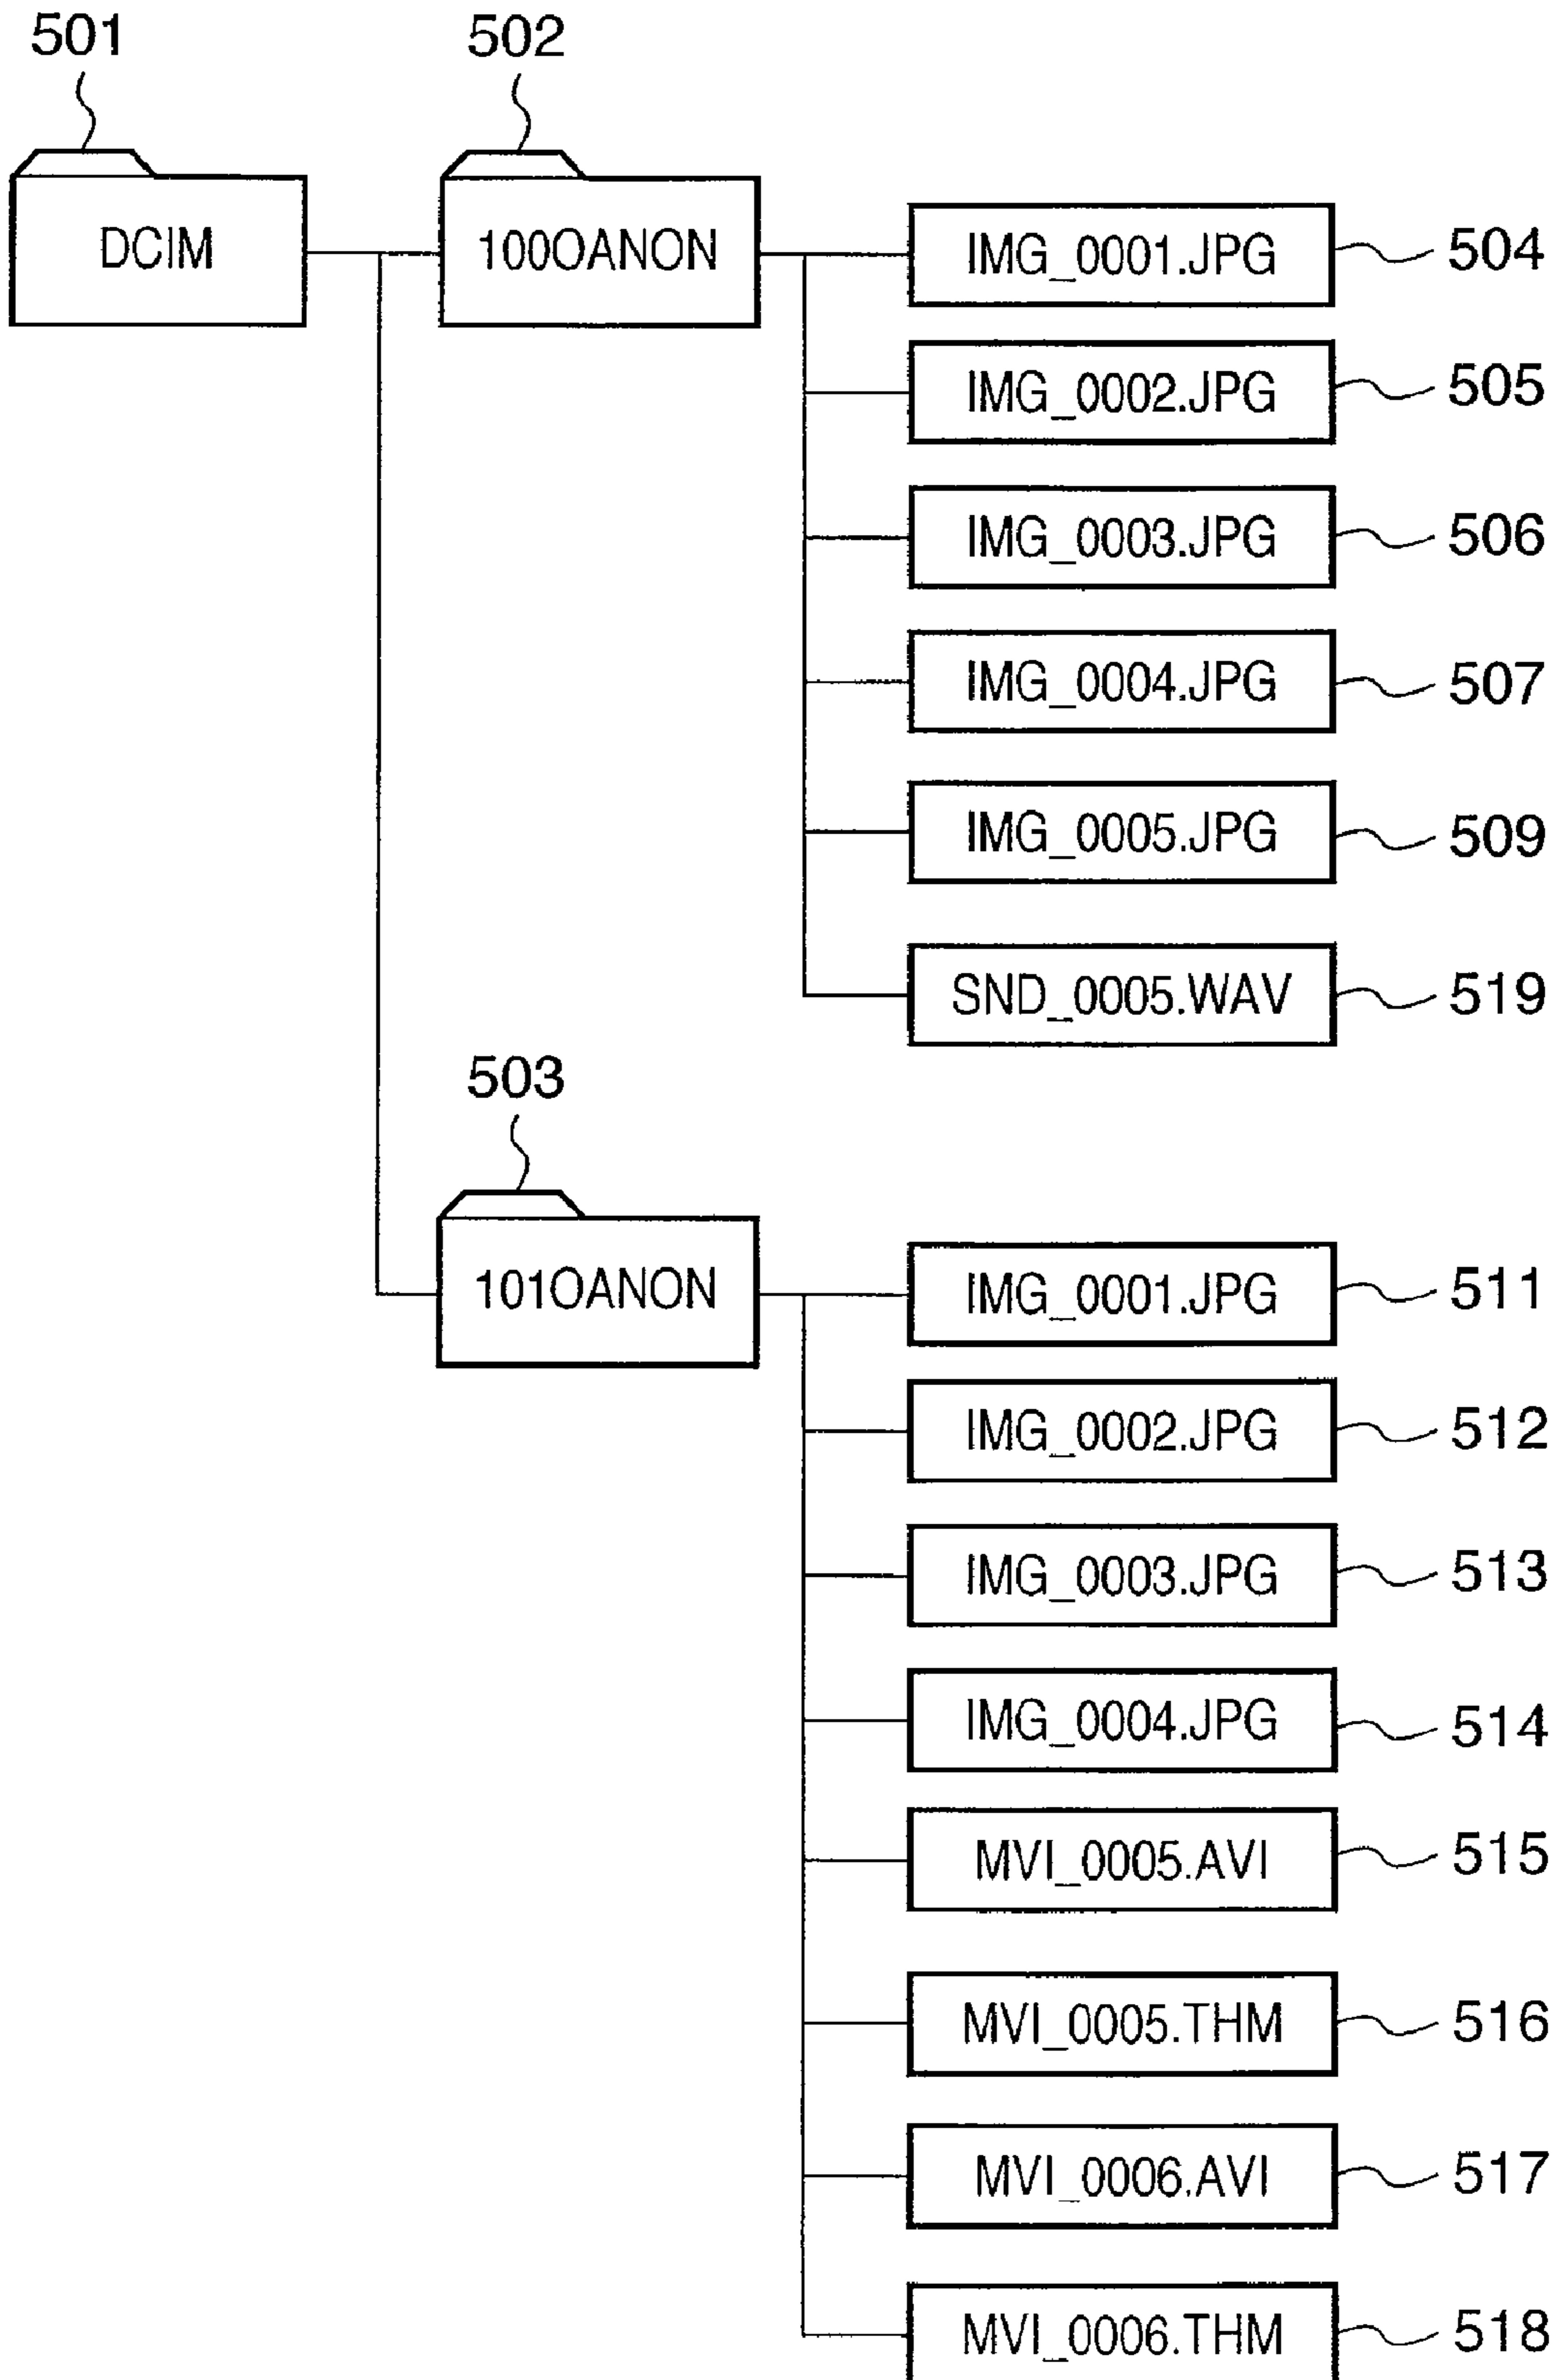 501
502
DCIM
100OANON
IMG_0001.JPG
504
IMG_0002.JPG
505
IMG_0003.JPG
506
IMG_0004.JPG
507
IMG_0005.JPG
509
SND_0005.WAV
519
503
101OANON
IMG_0001.JPG
511
IMG_0002.JPG
512
IMG_0003.JPG
513
IMG_0004.JPG
514
MVI_0005.AVI
515
MVI_0005.THM
516
MVI_0006.AVI
517
MVI_0006.THM
518